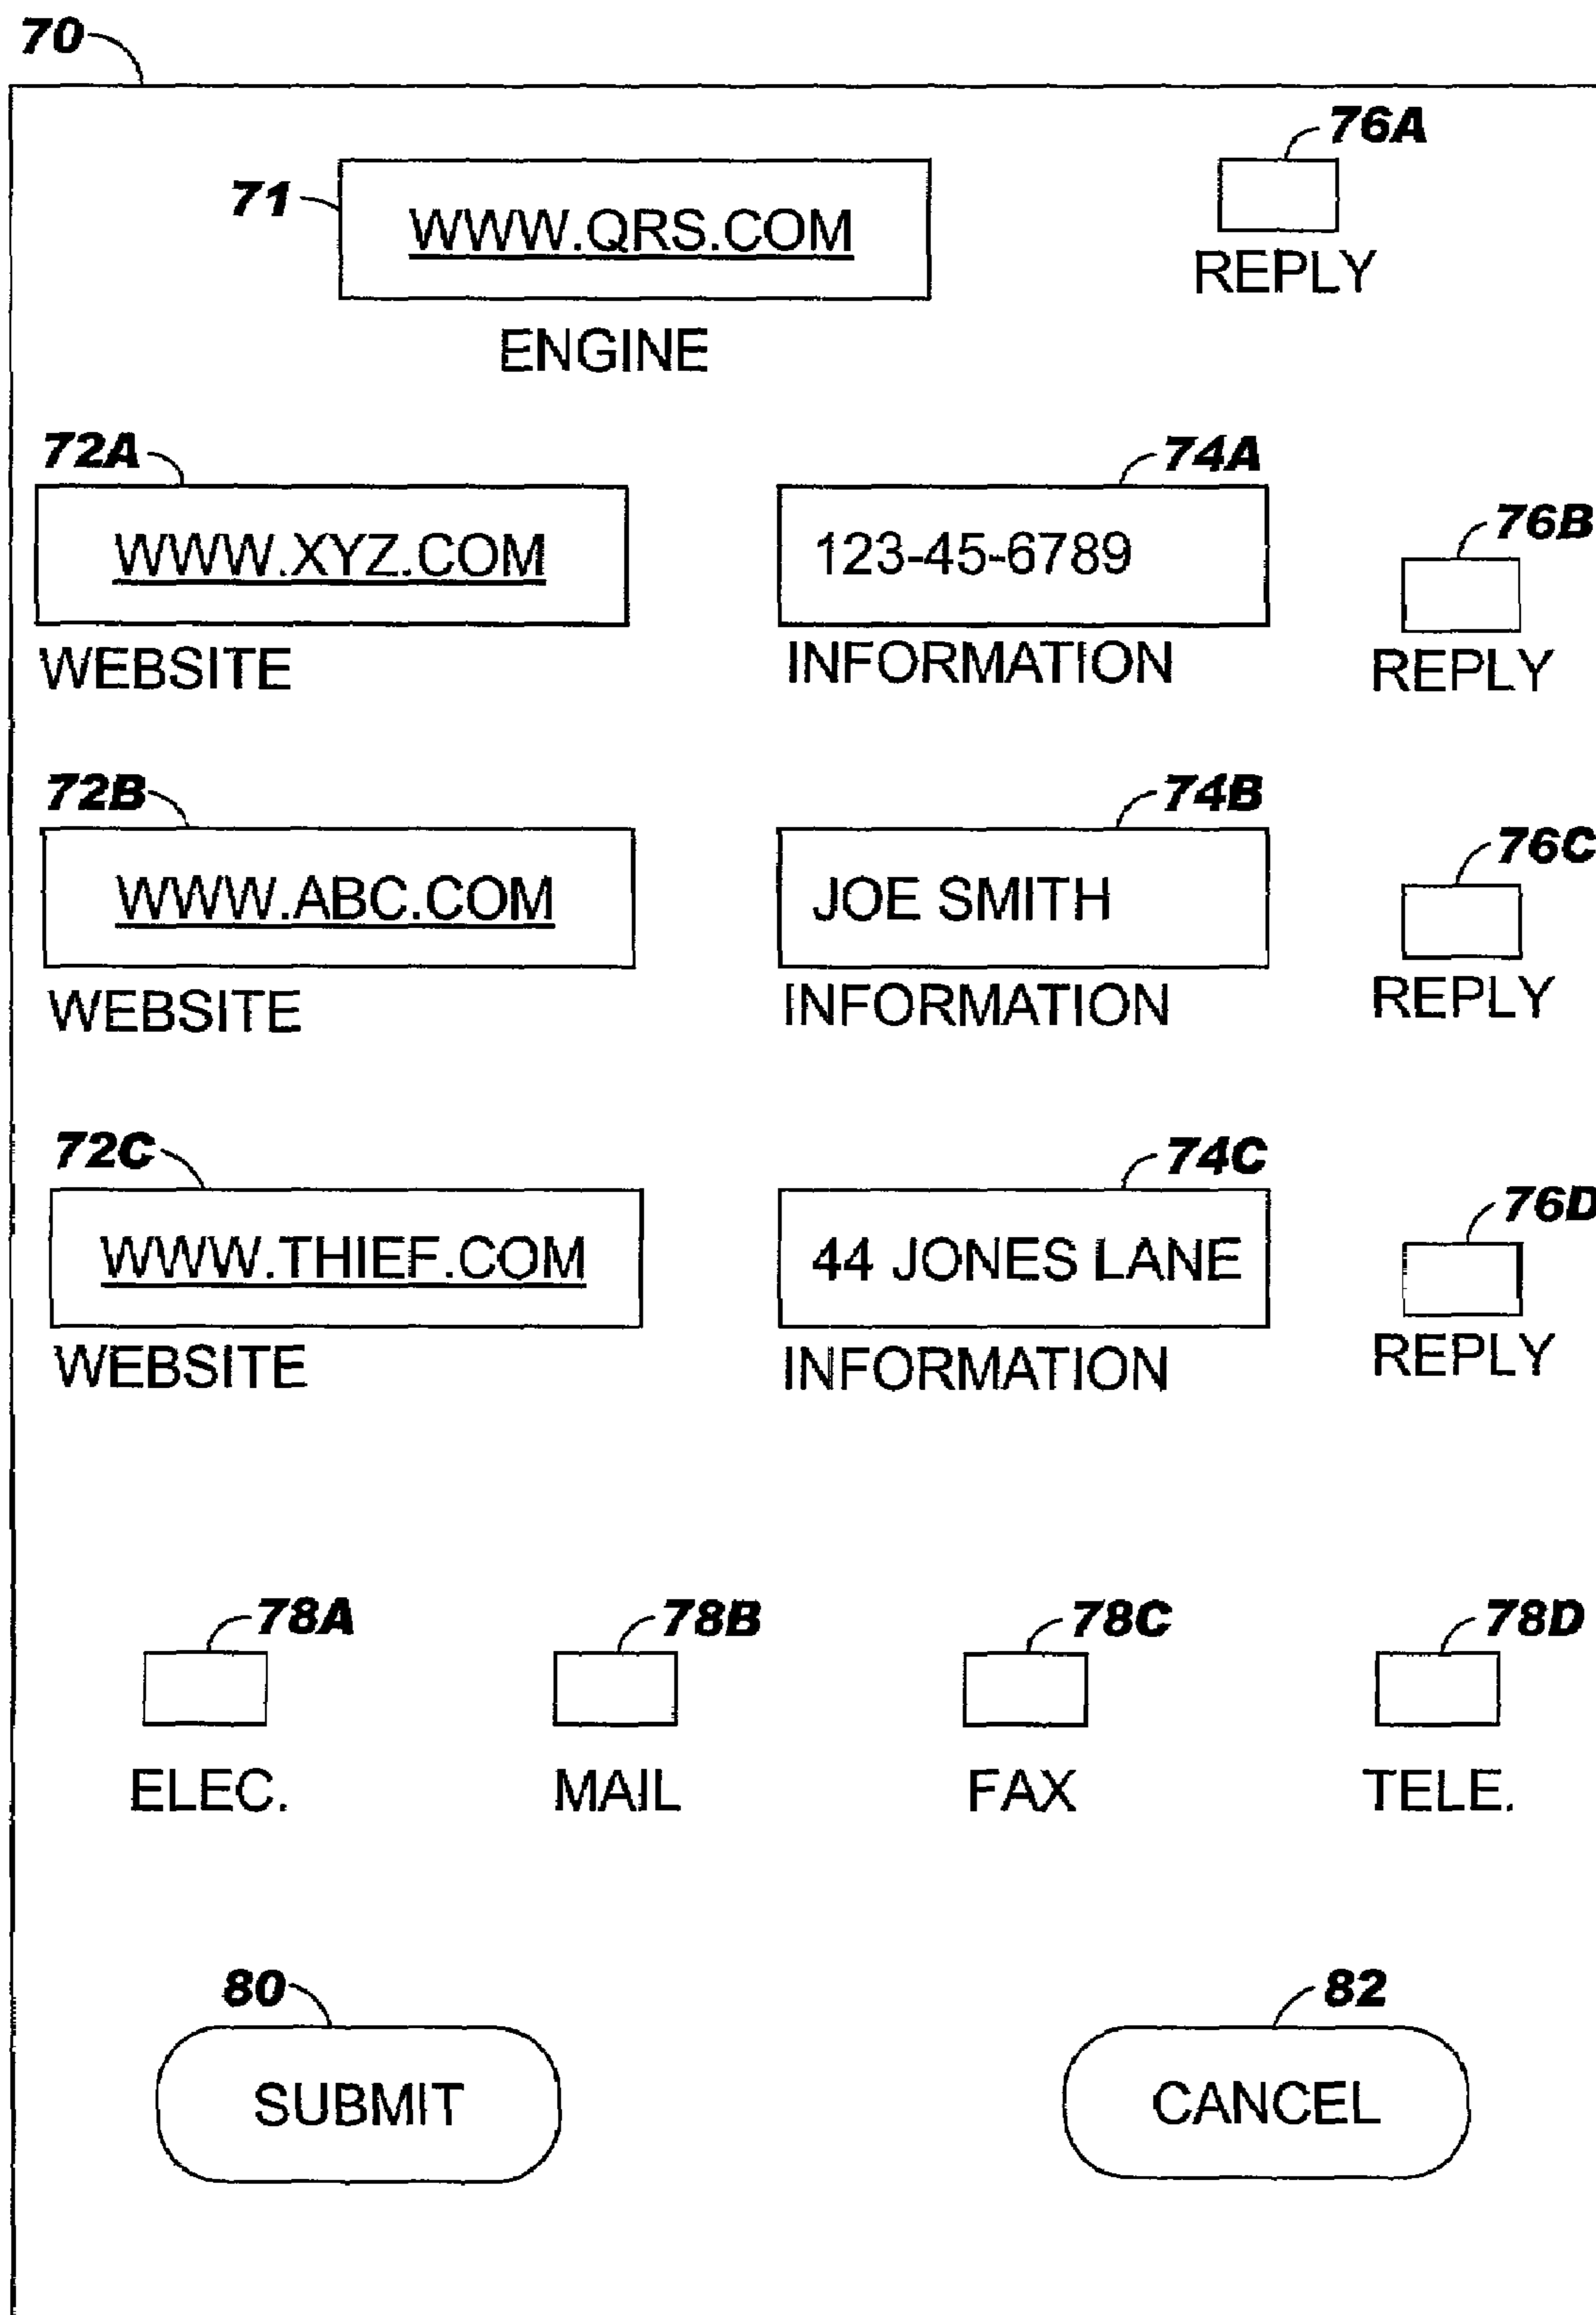 70
76A
71
WWW.QRS.COM
REPLY
ENGINE
72A
74A
76B
WWW.XYZ.COM
123-45-6789
WEBSITE
INFORMATION
REPLY
72B
74B
76C
WWW.ABC.COM
JOE SMITH
WEBSITE
INFORMATION
REPLY
72C
74C
76D
WWW.THIEF.COM
44 JONES LANE
WEBSITE
INFORMATION
REPLY
78A
78B
78C
78D
ELEC.
MAIL
FAX
TELE.
80
82
SUBMIT
CANCEL